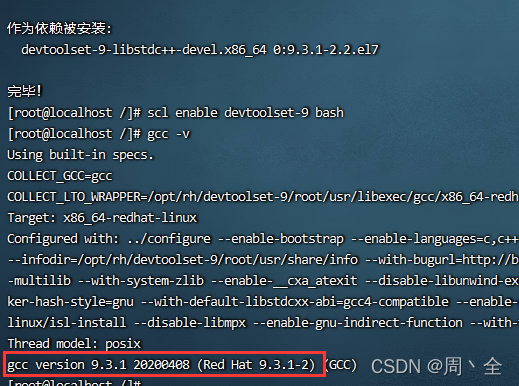 作为依赖被安装:
devtoolset-9-libstdc++-devel.x86_64 0:9.3.1-2.2.el7
完毕!
[root@localhost /]# scl enable devtoolset-9 bash
[root@localhost /]# gcc -v
Using built-in specs.
COLLECT_GCC=gcc
COLLECT_LTO_WRAPPER=/opt/rh/devtoolset-9/root/usr/libexec/gcc/x86_64-redh
Target: x86_64-redhat-linux
Configured with: ../configure --enable-bootstrap --enable-languages=c,c++
--infodir=/opt/rh/devtoolset-9/root/usr/share/info --with-bugurl=http://b
-multilib --with-system-zlib --enable-__cxa_atexit --disable-libunwind-ex
ker-hash-style=gnu --with-default-libstdcxx-abi=gcc4-compatible --enable-
linux/isl-install --disable-libmpx --enable-gnu-indirect-function --with-
Thread model: posix
gcc version 9.3.1 20200408 (Red Hat 9.3.1-2) (GCC)
[root@localhost /]#
CSDN @周丶全